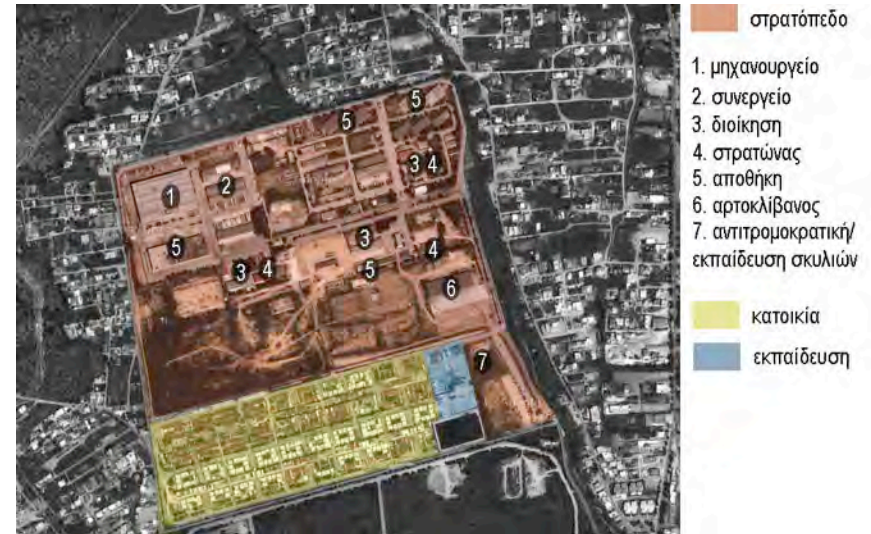 στρατόπεδο
1. μηχανουργείο
2. συνεργείο
3. διοίκηση
4. στρατώνας
5. αποθήκη
6. αρτοκλίβανος
7. αντιτρομοκρατική/
εκπαίδευση σκυλιών
κατοικία
εκπαίδευση
5
5
3 4
1
2
3
4
5
3 4
5
6
7